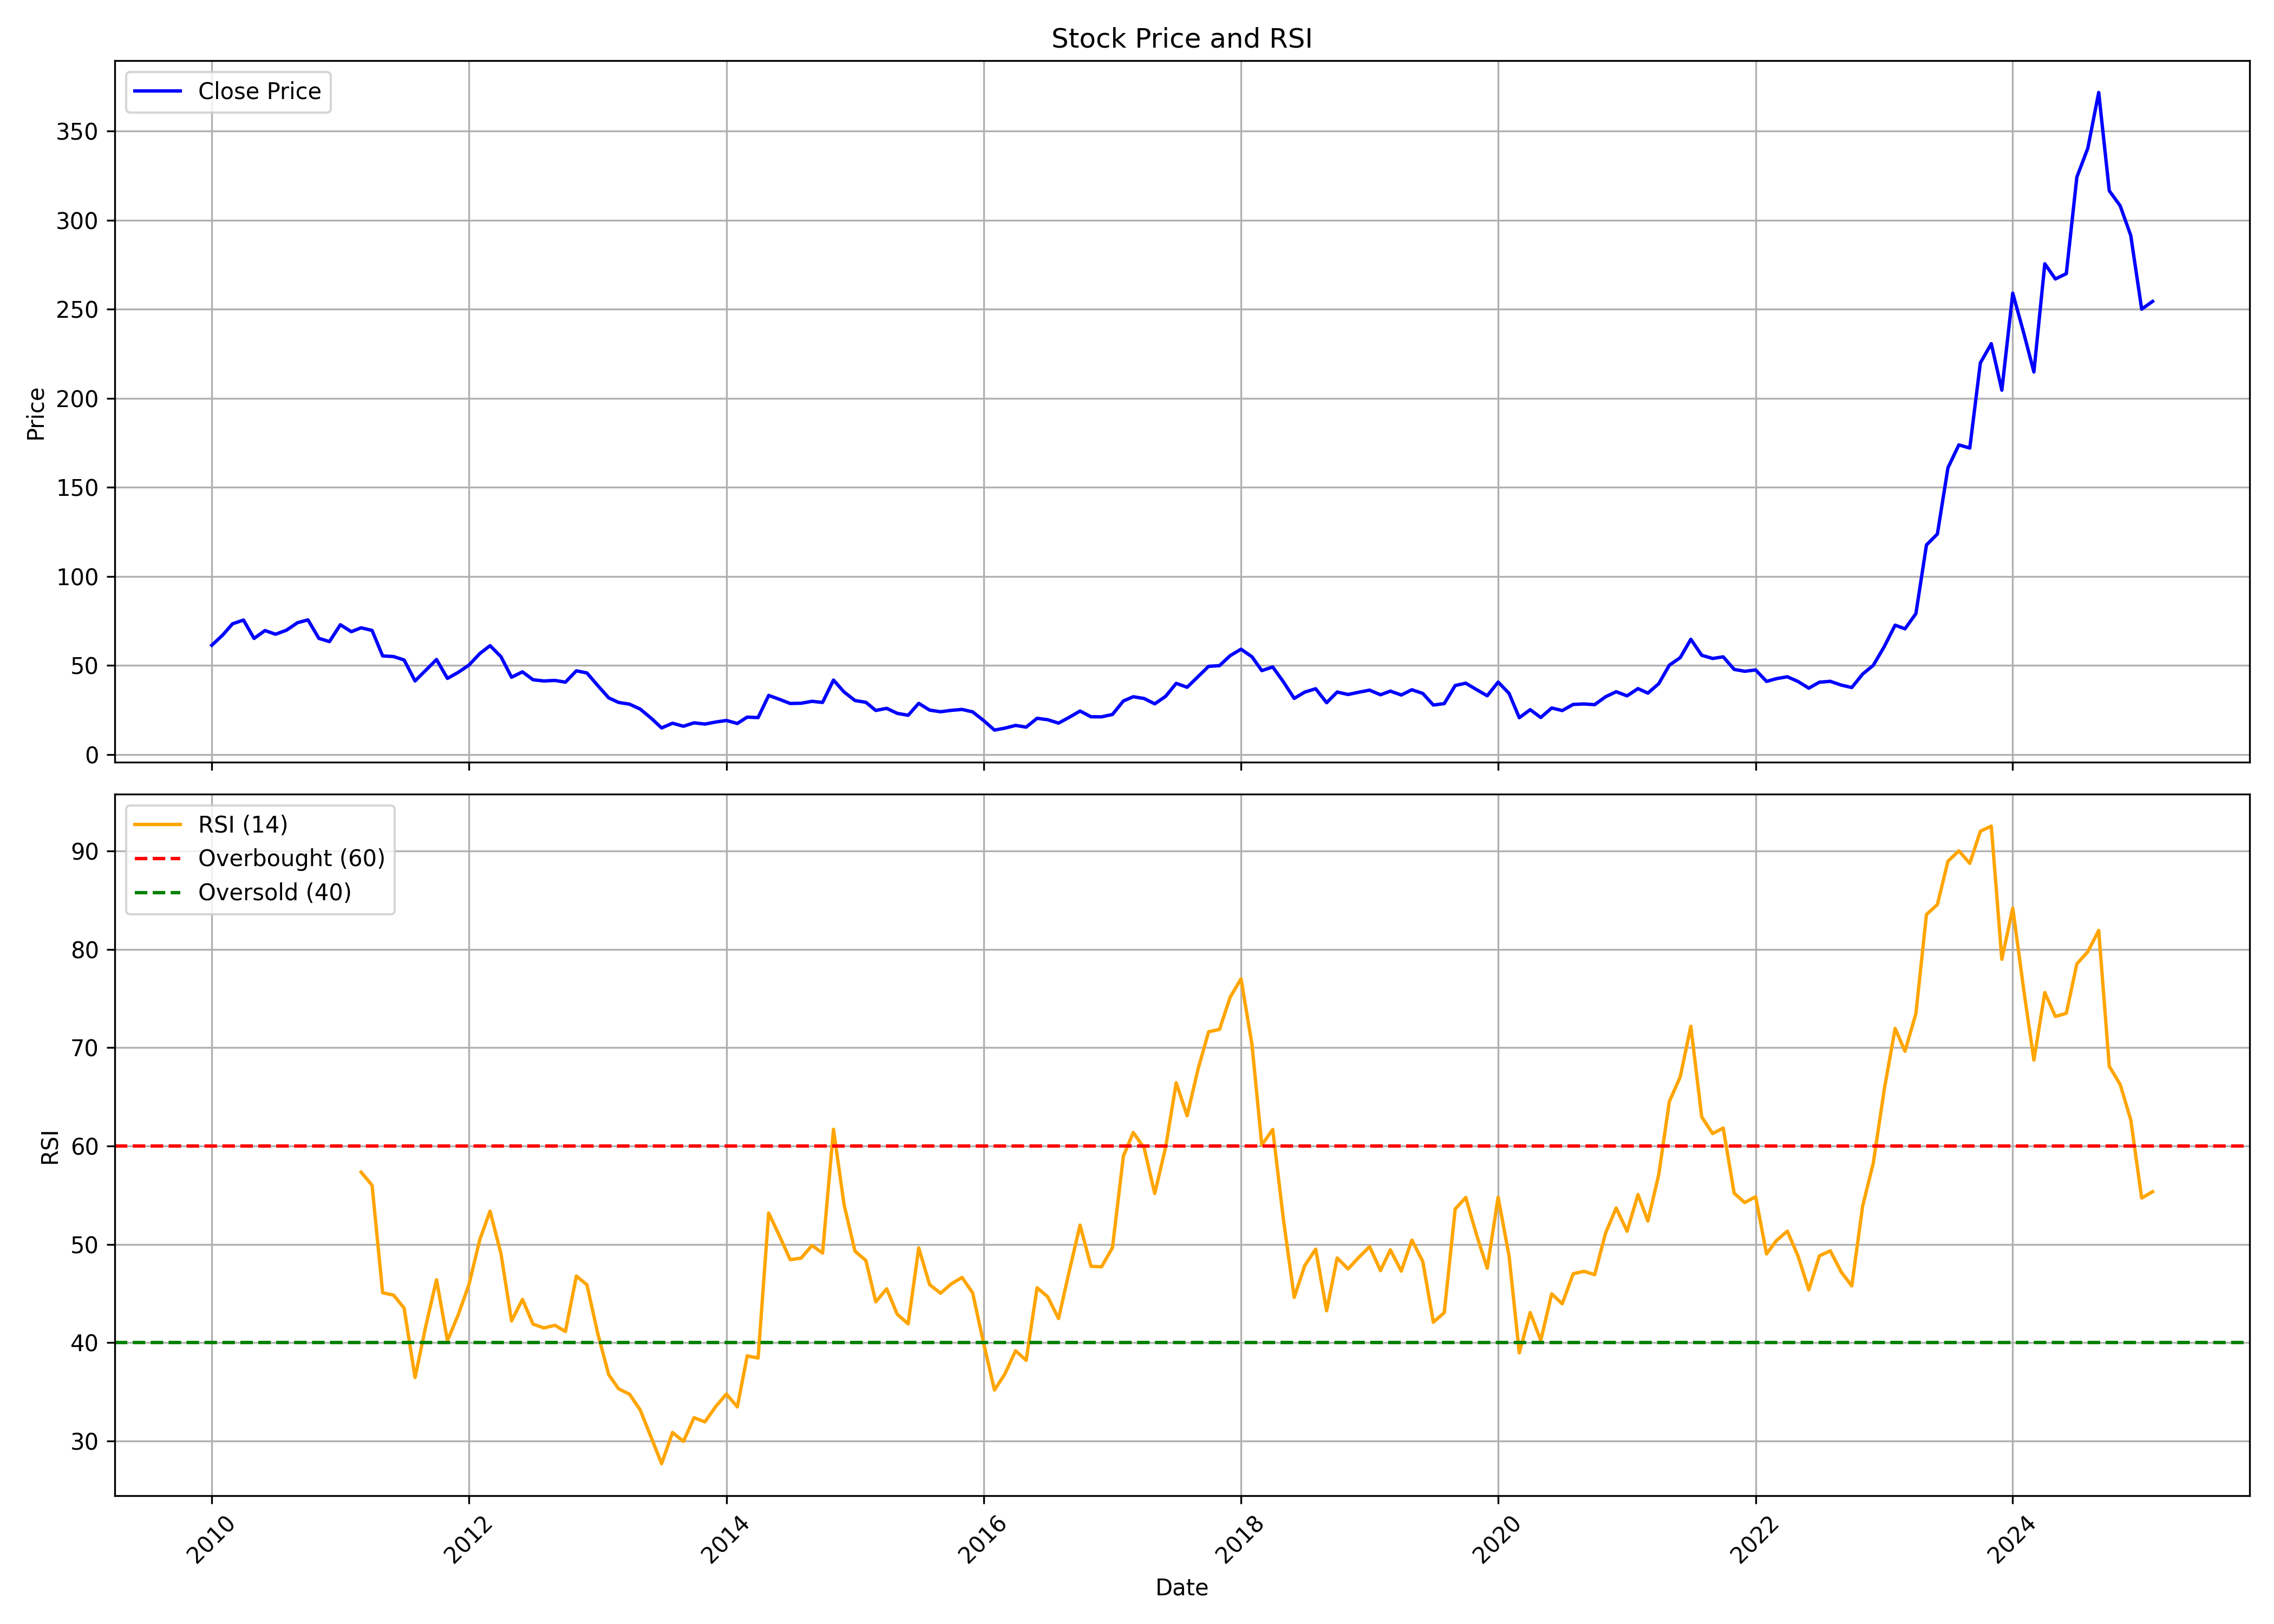 Stock Price and RSI
Close Price
350
300
250
200
150
100
50
0
Price
RSI (14)
Overbought (60)
Oversold (40)
90
80
70
60
50
40
30
RSI
2010 2012 2014 2016 2018 2020 2022 2024
Date